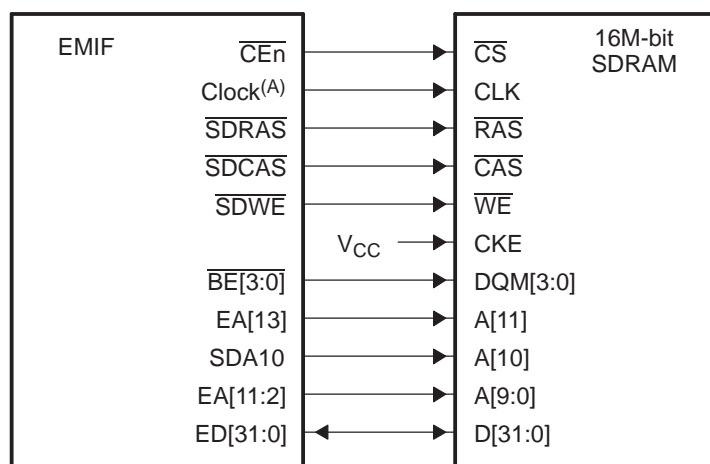 EMIF
16M-bit
SDRAM
CEn CS
Clock(A) CLK
SDRAS RAS
SDCAS CAS
SDWE WE
VCC CKE
BE[3:0] DQM[3:0]
EA[13] A[11]
SDA10 A[10]
EA[11:2] A[9:0]
ED[31:0] D[31:0]